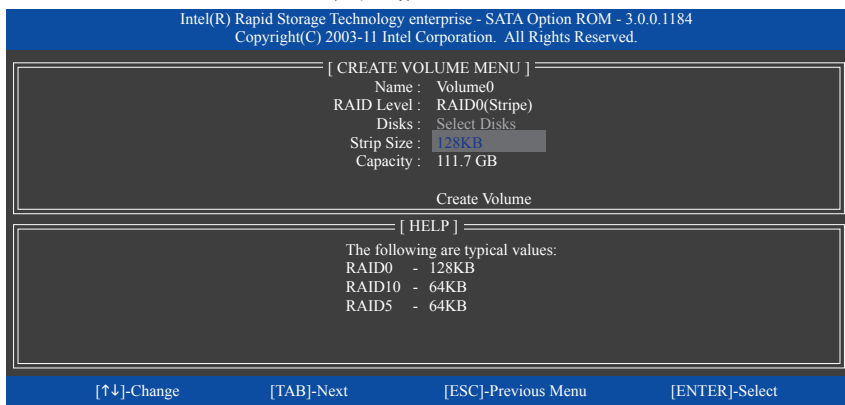 Intel(R) Rapid Storage Technology enterprise - SATA Option ROM - 3.0.0.1184
Copyright(C) 2003-11 Intel Corporation. All Rights Reserved.
[ CREATE VOLUME MENU ]
Name : Volume0
RAID Level : RAID0(Stripe)
Disks : Select Disks
Strip Size : 128KB
Capacity : 111.7 GB
Create Volume
[ HELP ]
The following are typical values:
RAID0 - 128KB
RAID10 - 64KB
RAID5 - 64KB
[↑↓]-Change [TAB]-Next [ESC]-Previous Menu [ENTER]-Select